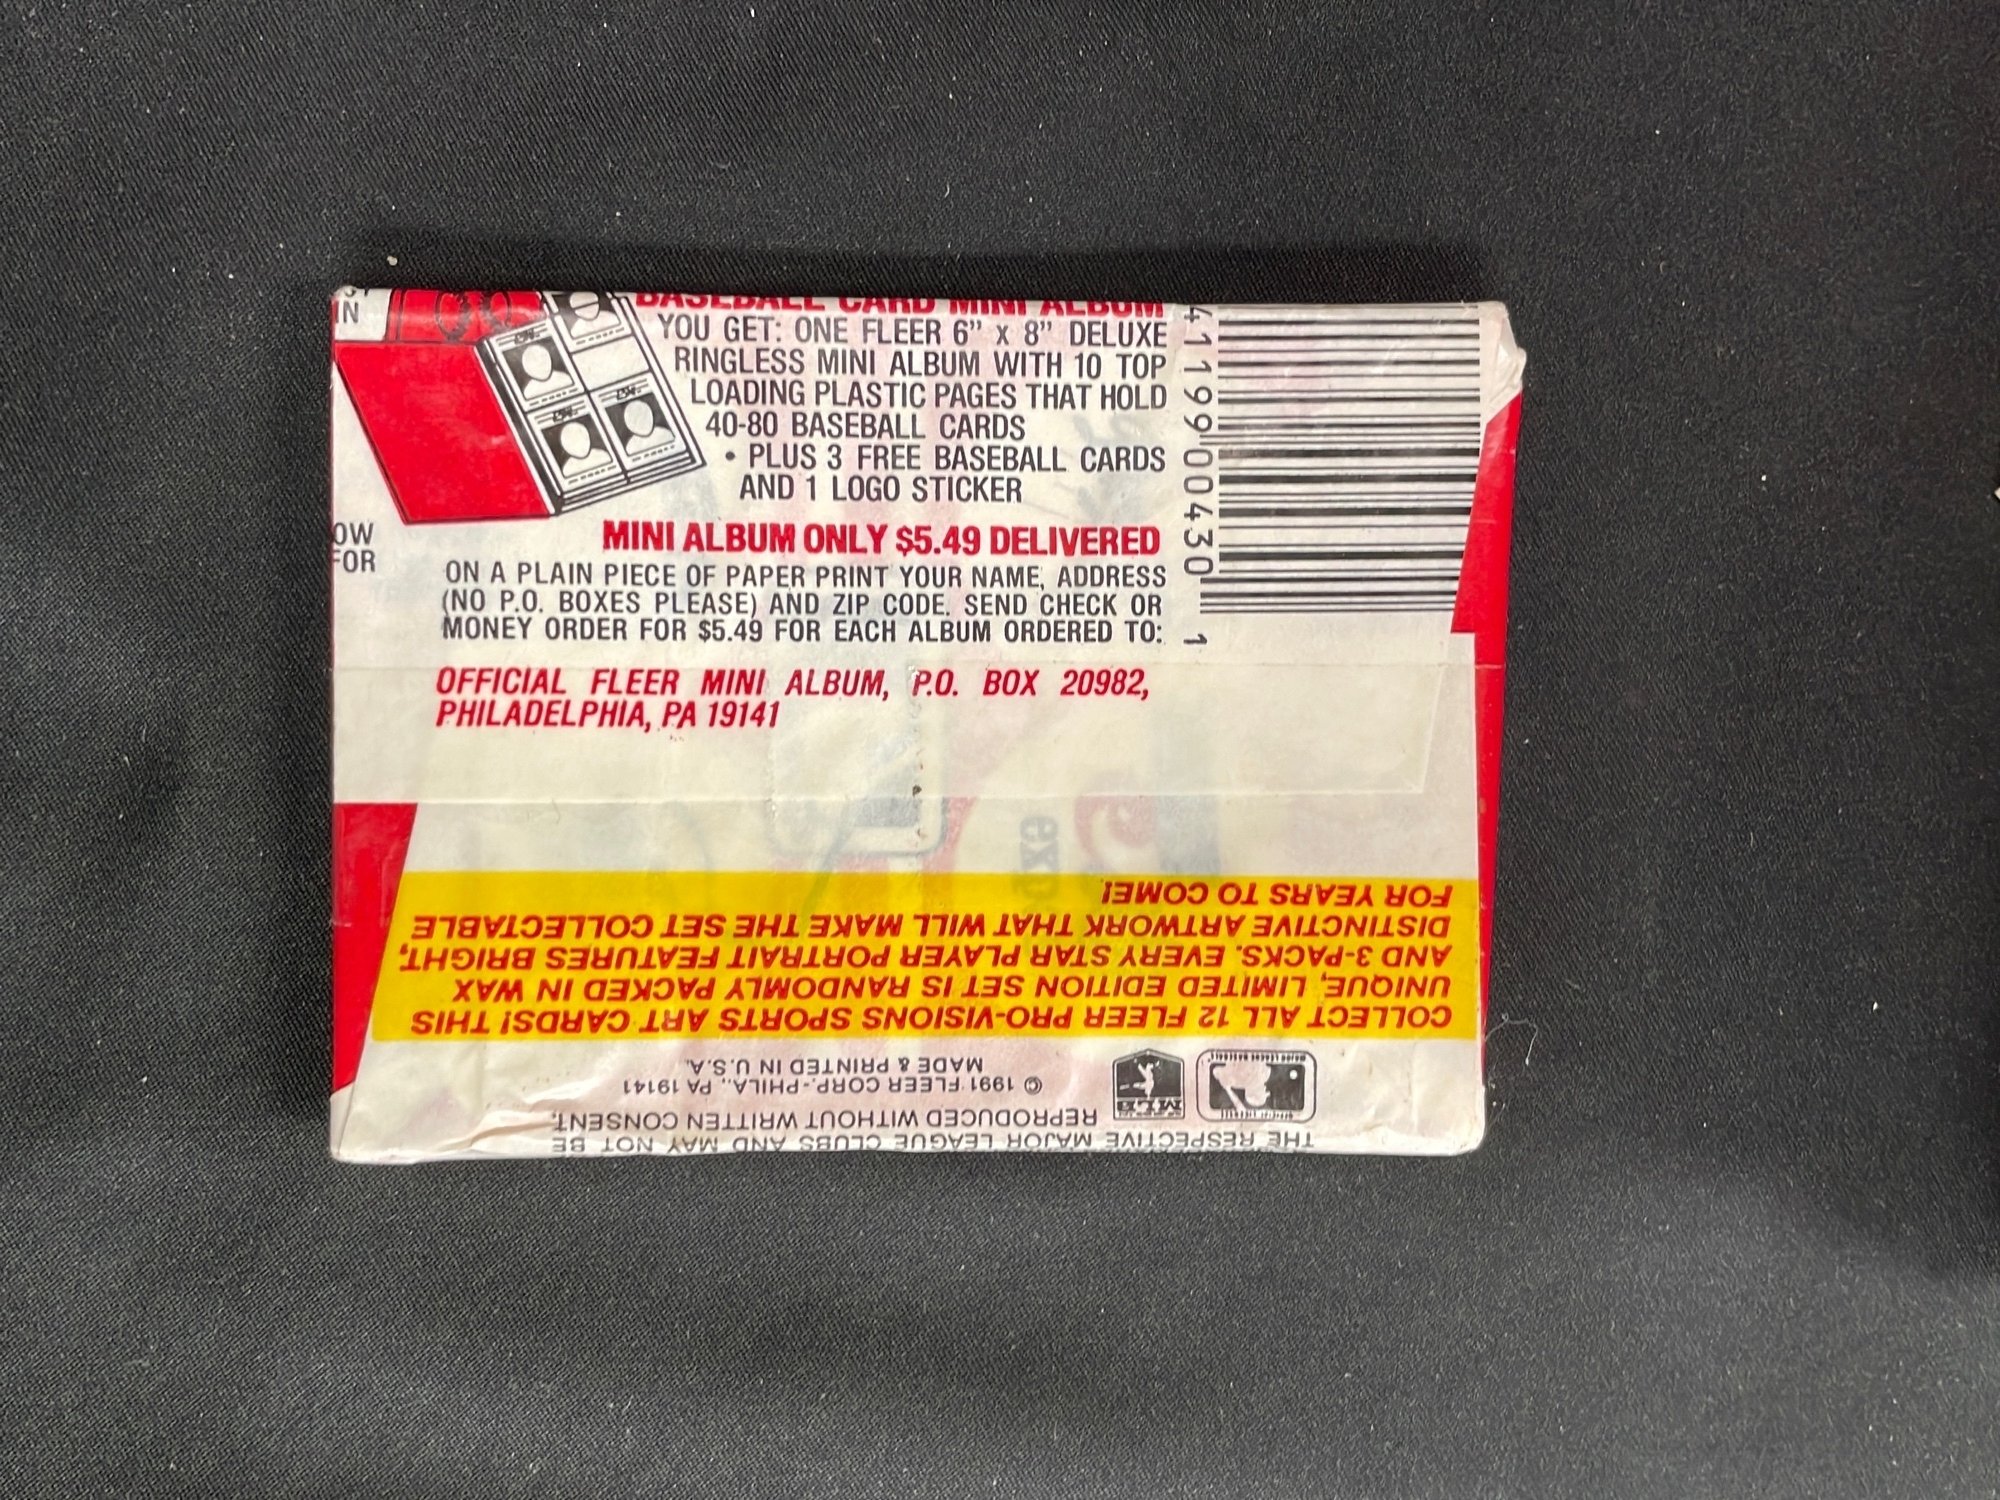 IN
BASEBALL CARD MINI ALBUM
YOU GET: ONE FLEER 6" x 8" DELUXE
RINGLESS MINI ALBUM WITH 10 TOP
LOADING PLASTIC PAGES THAT HOLD
40-80 BASEBALL CARDS
• PLUS 3 FREE BASEBALL CARDS
AND 1 LOGO STICKER
OW
FOR
MINI ALBUM ONLY $5.49 DELIVERED
ON A PLAIN PIECE OF PAPER PRINT YOUR NAME, ADDRESS
(NO P.O. BOXES PLEASE) AND ZIP CODE. SEND CHECK OR
MONEY ORDER FOR $5.49 FOR EACH ALBUM ORDERED TO:
OFFICIAL FLEER MINI ALBUM, P.O. BOX 20982,
PHILADELPHIA, PA 19141
4 11990 0430 1
THE RESPECTIVE MAJOR LEAGUE CLUBS AND MAY NOT BE
REPRODUCED WITHOUT WRITTEN CONSENT.
© 1991 FLEER CORP.-PHILA., PA 19141
MADE & PRINTED IN U.S.A.
MLB
COLLECT ALL 12 FLEER PRO-VISIONS SPORTS ART CARDS! THIS
UNIQUE, LIMITED EDITION SET IS RANDOMLY PACKED IN WAX
AND 3-PACKS. EVERY STAR PLAYER PORTRAIT FEATURES BRIGHT,
DISTINCTIVE ARTWORK THAT WILL MAKE THE SET COLLECTABLE
FOR YEARS TO COME!